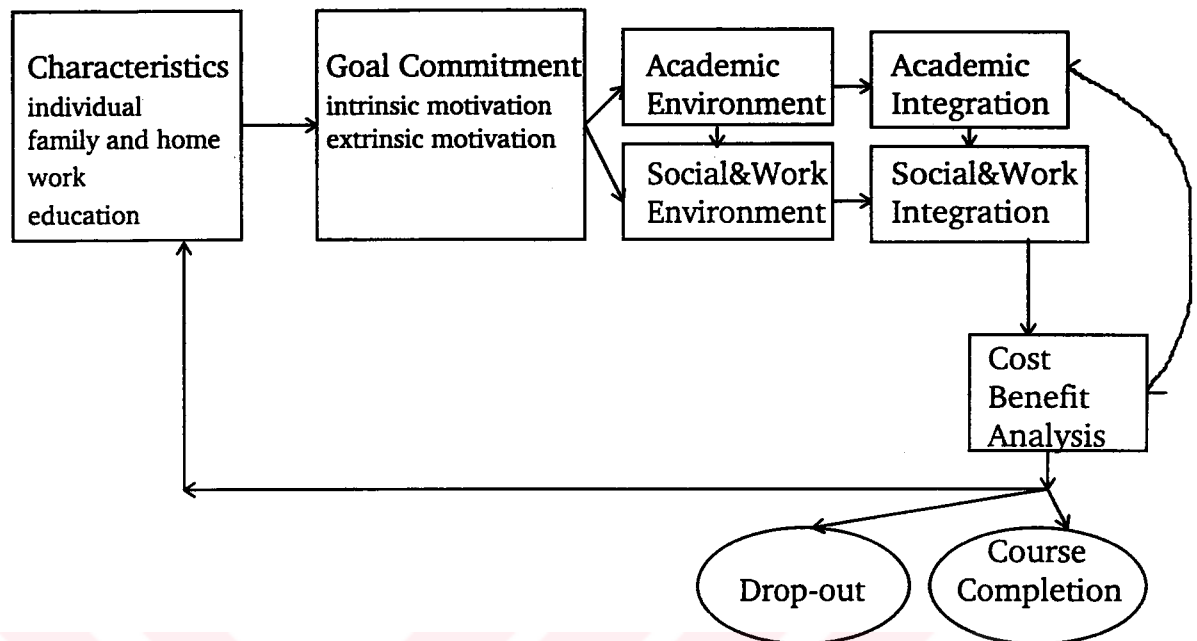 Characteristics
individual
family and home
work
education
Goal Commitment
intrinsic motivation
extrinsic motivation
Academic
Environment
Social&Work
Environment
Academic
Integration
Social&Work
Integration
Cost
Benefit
Analysis
Drop-out
Course
Completion